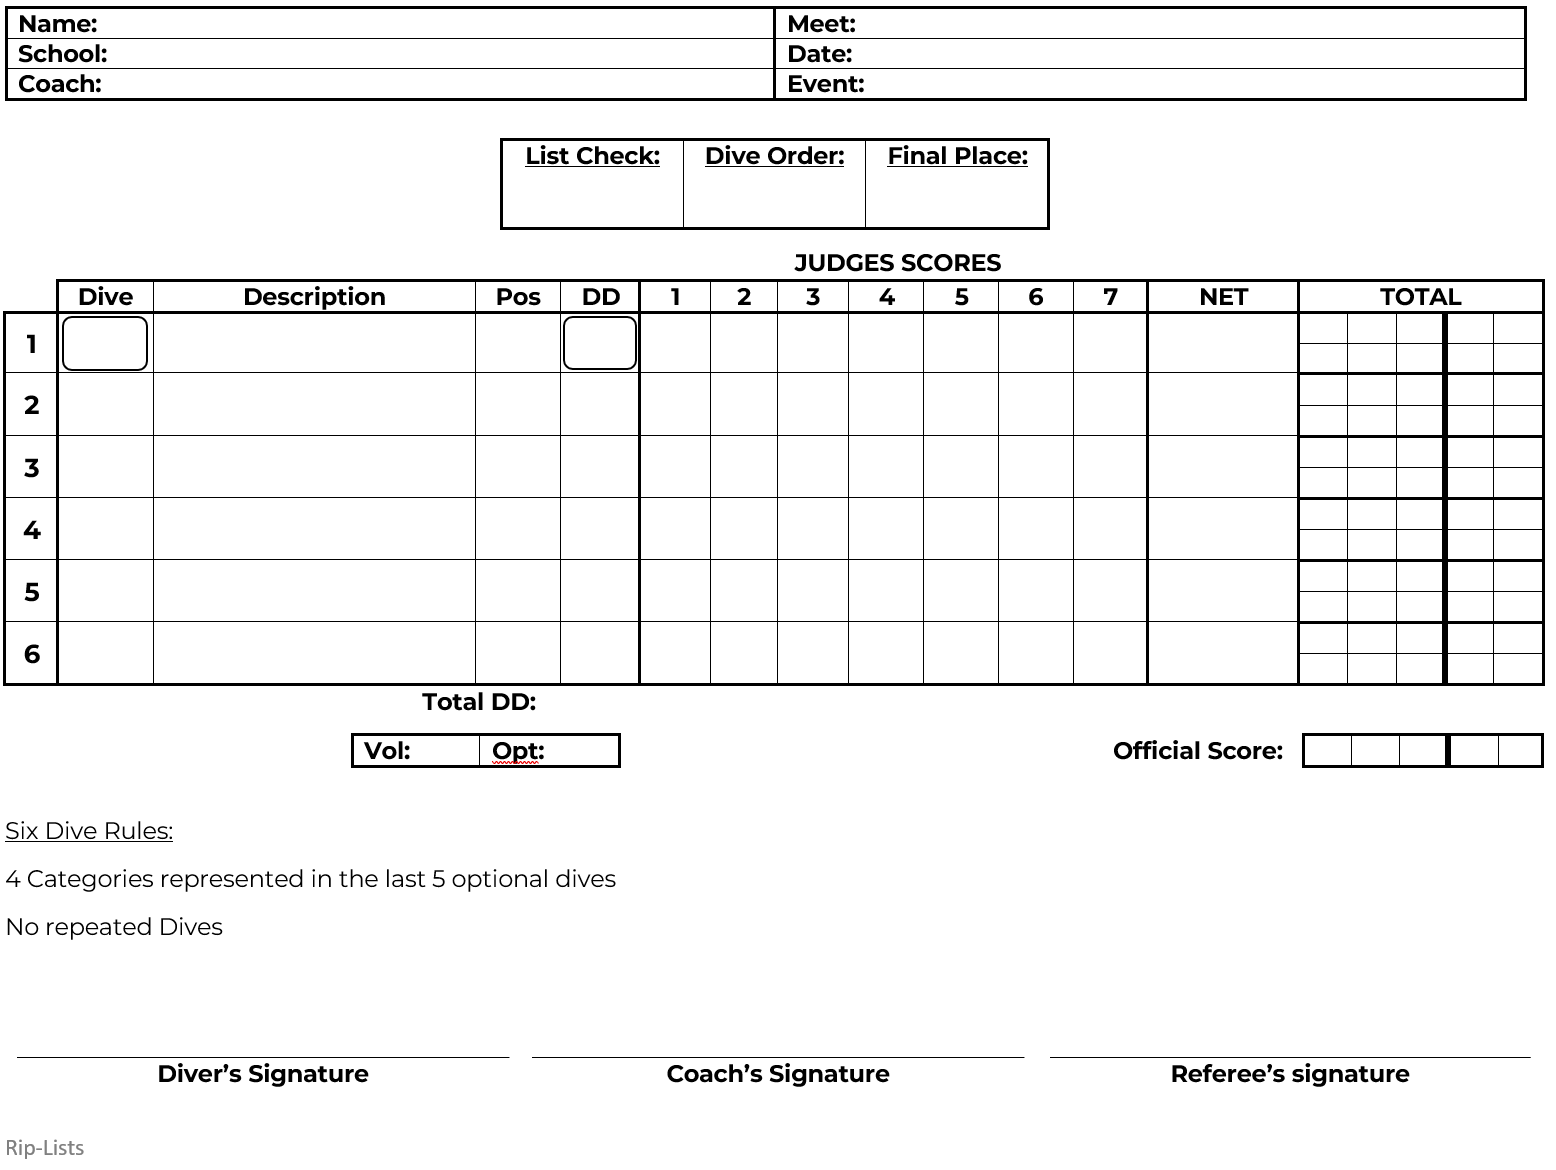 Name: Meet:
School: Date:
Coach: Event:
List Check: Dive Order: Final Place:
JUDGES SCORES
Dive Description Pos DD 1 2 3 4 5 6 7 NET TOTAL
1
2
3
4
5
6
Total DD:
Vol: Opt: Official Score:
Six Dive Rules:
4 Categories represented in the last 5 optional dives
No repeated Dives
Diver’s Signature Coach’s Signature Referee’s signature
Rip-Lists